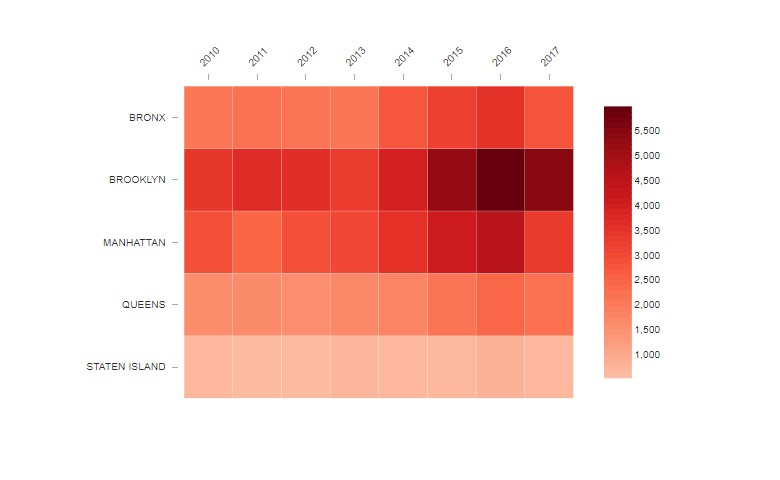 2010 2011 2012 2013 2014 2015 2016 2017
BRONX
BROOKLYN
MANHATTAN
QUEENS
STATEN ISLAND
5,500
5,000
4,500
4,000
3,500
3,000
2,500
2,000
1,500
1,000